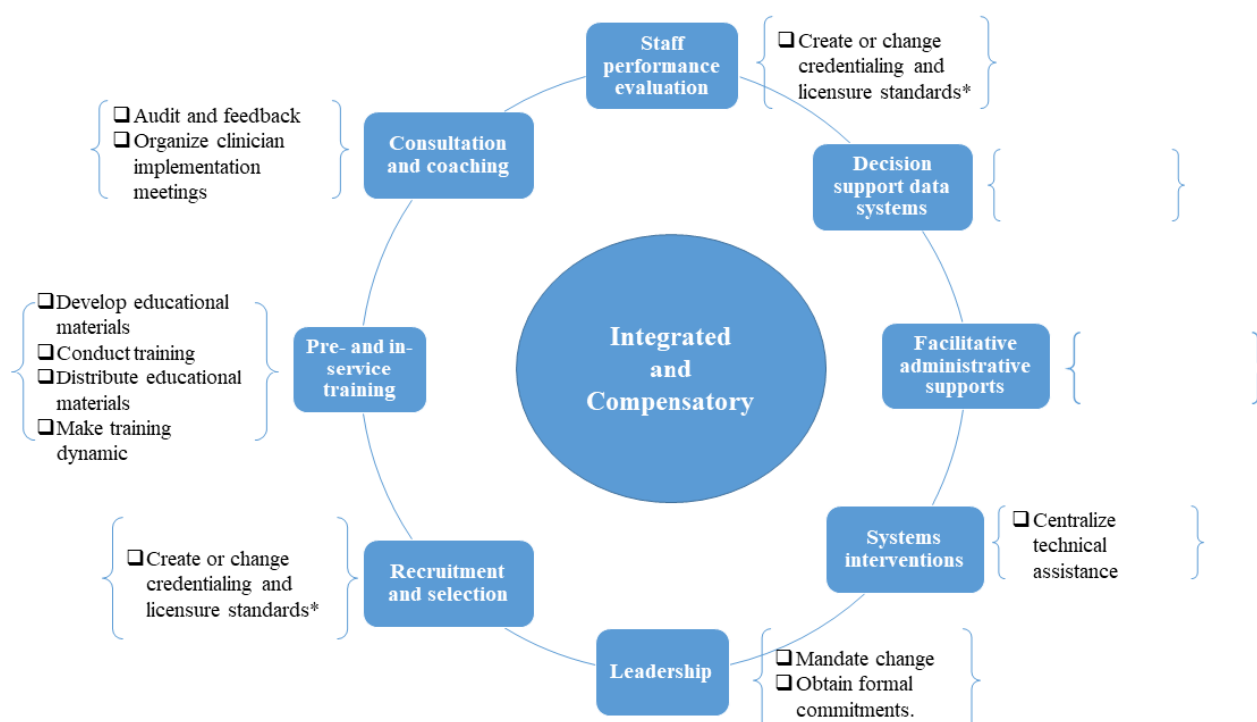 Staff
performance
evaluation
❑ Create or change
credentialing and
licensure standards*
❑ Audit and feedback
❑ Organize clinician
implementation
meetings
Consultation
and coaching
Decision
support data
systems
❑ Develop educational
materials
❑ Conduct training
❑ Distribute educational
materials
❑ Make training
dynamic
Pre- and in-
service
training
Integrated
and
Compensatory
Facilitative
administrative
supports
❑ Create or change
credentialing and
licensure standards*
Recruitment
and selection
Systems
interventions
❑ Centralize
technical
assistance
Leadership
❑ Mandate change
❑ Obtain formal
commitments.